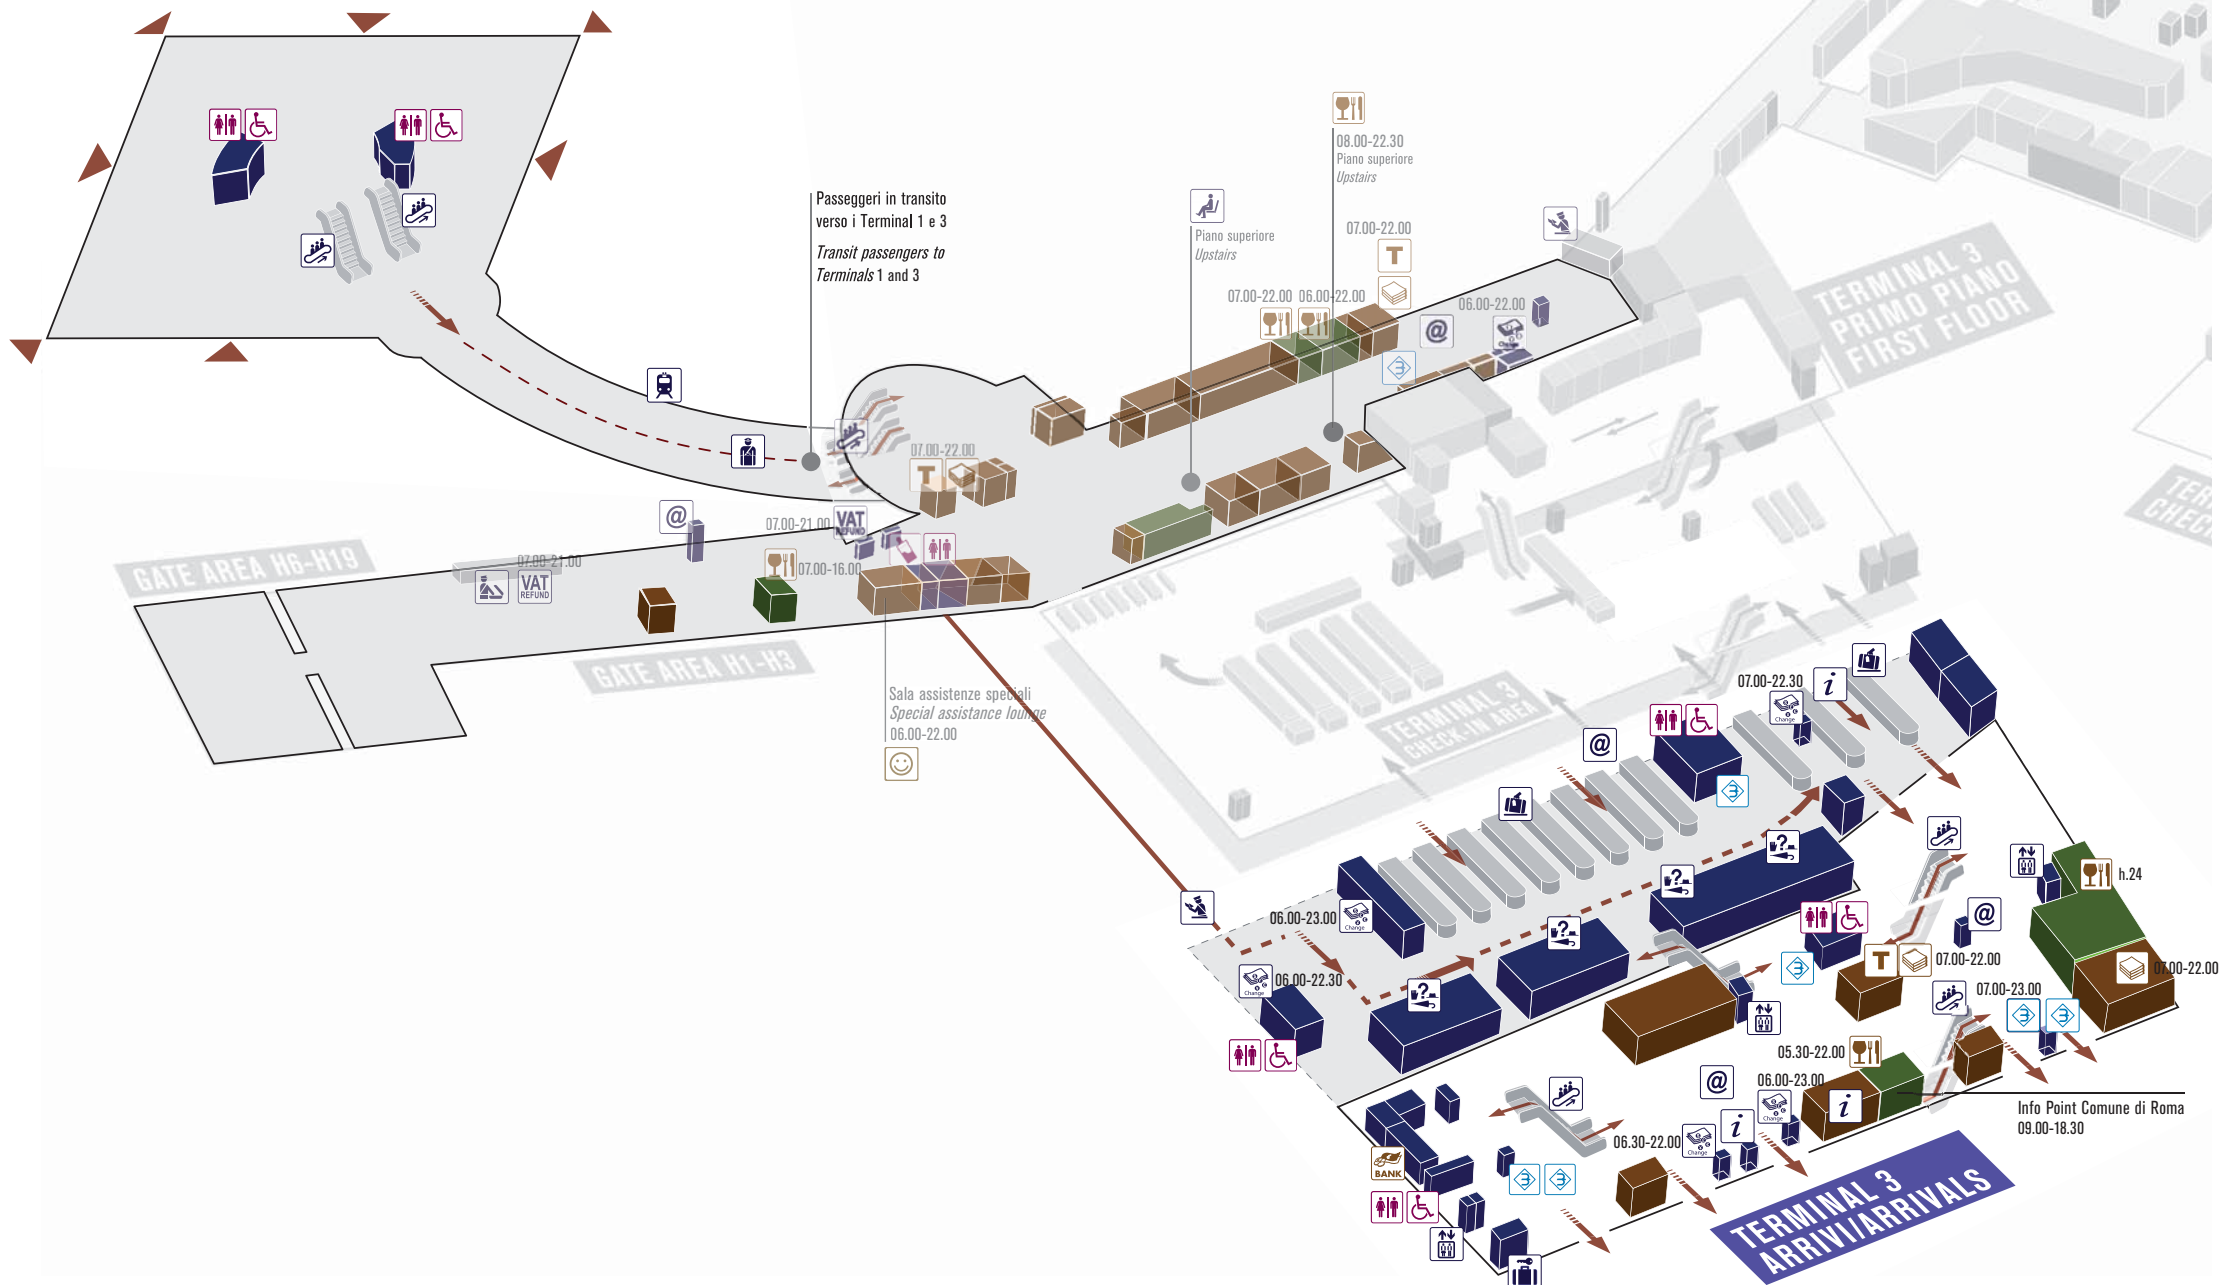 08.00-22.30
Piano superiore
Upstairs
Passeggeri in transito
verso i Terminal 1 e 3
Transit passengers to
Terminals 1 and 3
Piano superiore
Upstairs
07.00-22.00
T
07.00-22.00
06.00-22.00
06.00-22.00
@
TERMINAL 3
PRIMO PIANO
FIRST FLOOR
07.00-22.00
T
@
07.00-21.00
VAT
REFUND
GATE AREA H6-H19
07.00-21.00
VAT
REFUND
07.00-16.00
GATE AREA H1-H3
Sala assistenze speciali
Special assistance lounge
06.00-22.00
TERMINAL 3
CHECK-IN AREA
07.00-22.30
i
Change
@
h.24
06.00-23.00
Change
@
T
07.00-22.00
07.00-22.00
06.00-22.30
Change
07.00-23.00
05.30-22.00
@
06.00-23.00
Change
i
i
Info Point Comune di Roma
09.00-18.30
06.30-22.00
Change
BANK
TERMINAL 3
ARRIVI/ARRIVALS